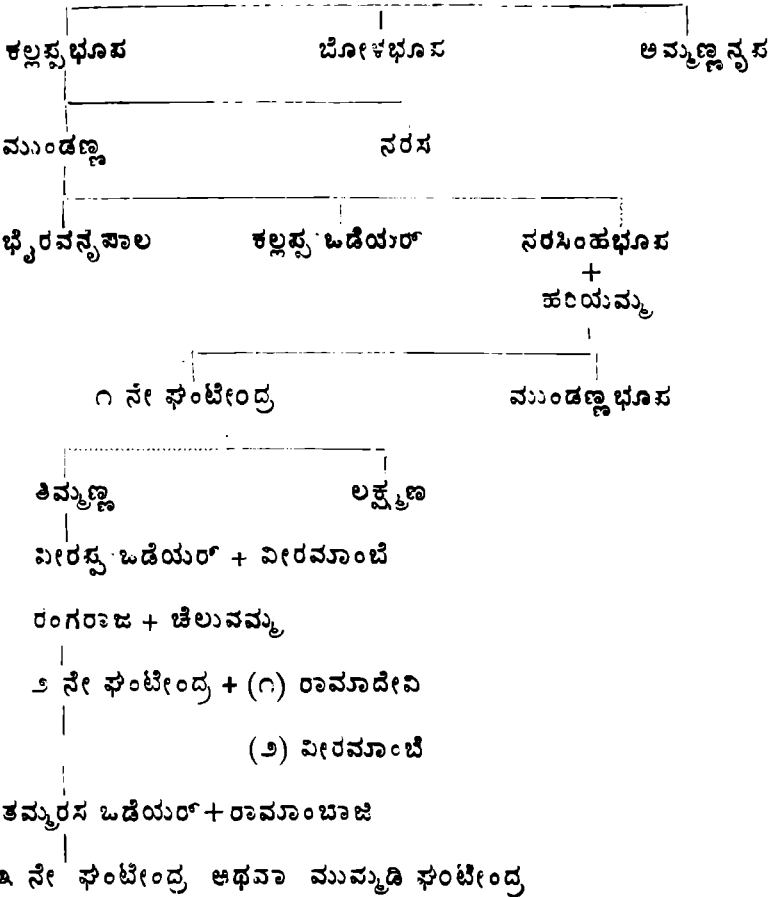 ಕಲ್ಲಪ್ಪಭೂಪ ಬೋಳಭೂಪ ಅಮ್ಮಣ್ಣನೃಪ
ಮುಂಡಣ್ಣ ನರಸ
ಭೈರವನೃಪಾಲ ಕಲ್ಲಪ್ಪ ಒಡೆಯರ್ ನರಸಿಂಹಭೂಪ
+
ಹರಿಯಮ್ಮ
೧ ನೇ ಘಂಟೇಂದ್ರ ಮುಂಡಣ್ಣಭೂಪ
ತಿಮ್ಮಣ್ಣ ಲಕ್ಷ್ಮಣ
ವೀರಪ್ಪ ಒಡೆಯರ್ + ವೀರಮಾಂಬೆ
ರಂಗರಾಜ + ಚೆಲುವಮ್ಮ
೨ ನೇ ಘಂಟೇಂದ್ರ + (೧) ರಾಮಾದೇವಿ
(೨) ವೀರಮಾಂಬೆ
ತಮ್ಮರಸ ಒಡೆಯರ್+ರಾಮಾಂಬಾಜಿ
೩ ನೇ ಘಂಟೇಂದ್ರ ಅಥವಾ ಮುಮ್ಮಡಿ ಘಂಟೇಂದ್ರ